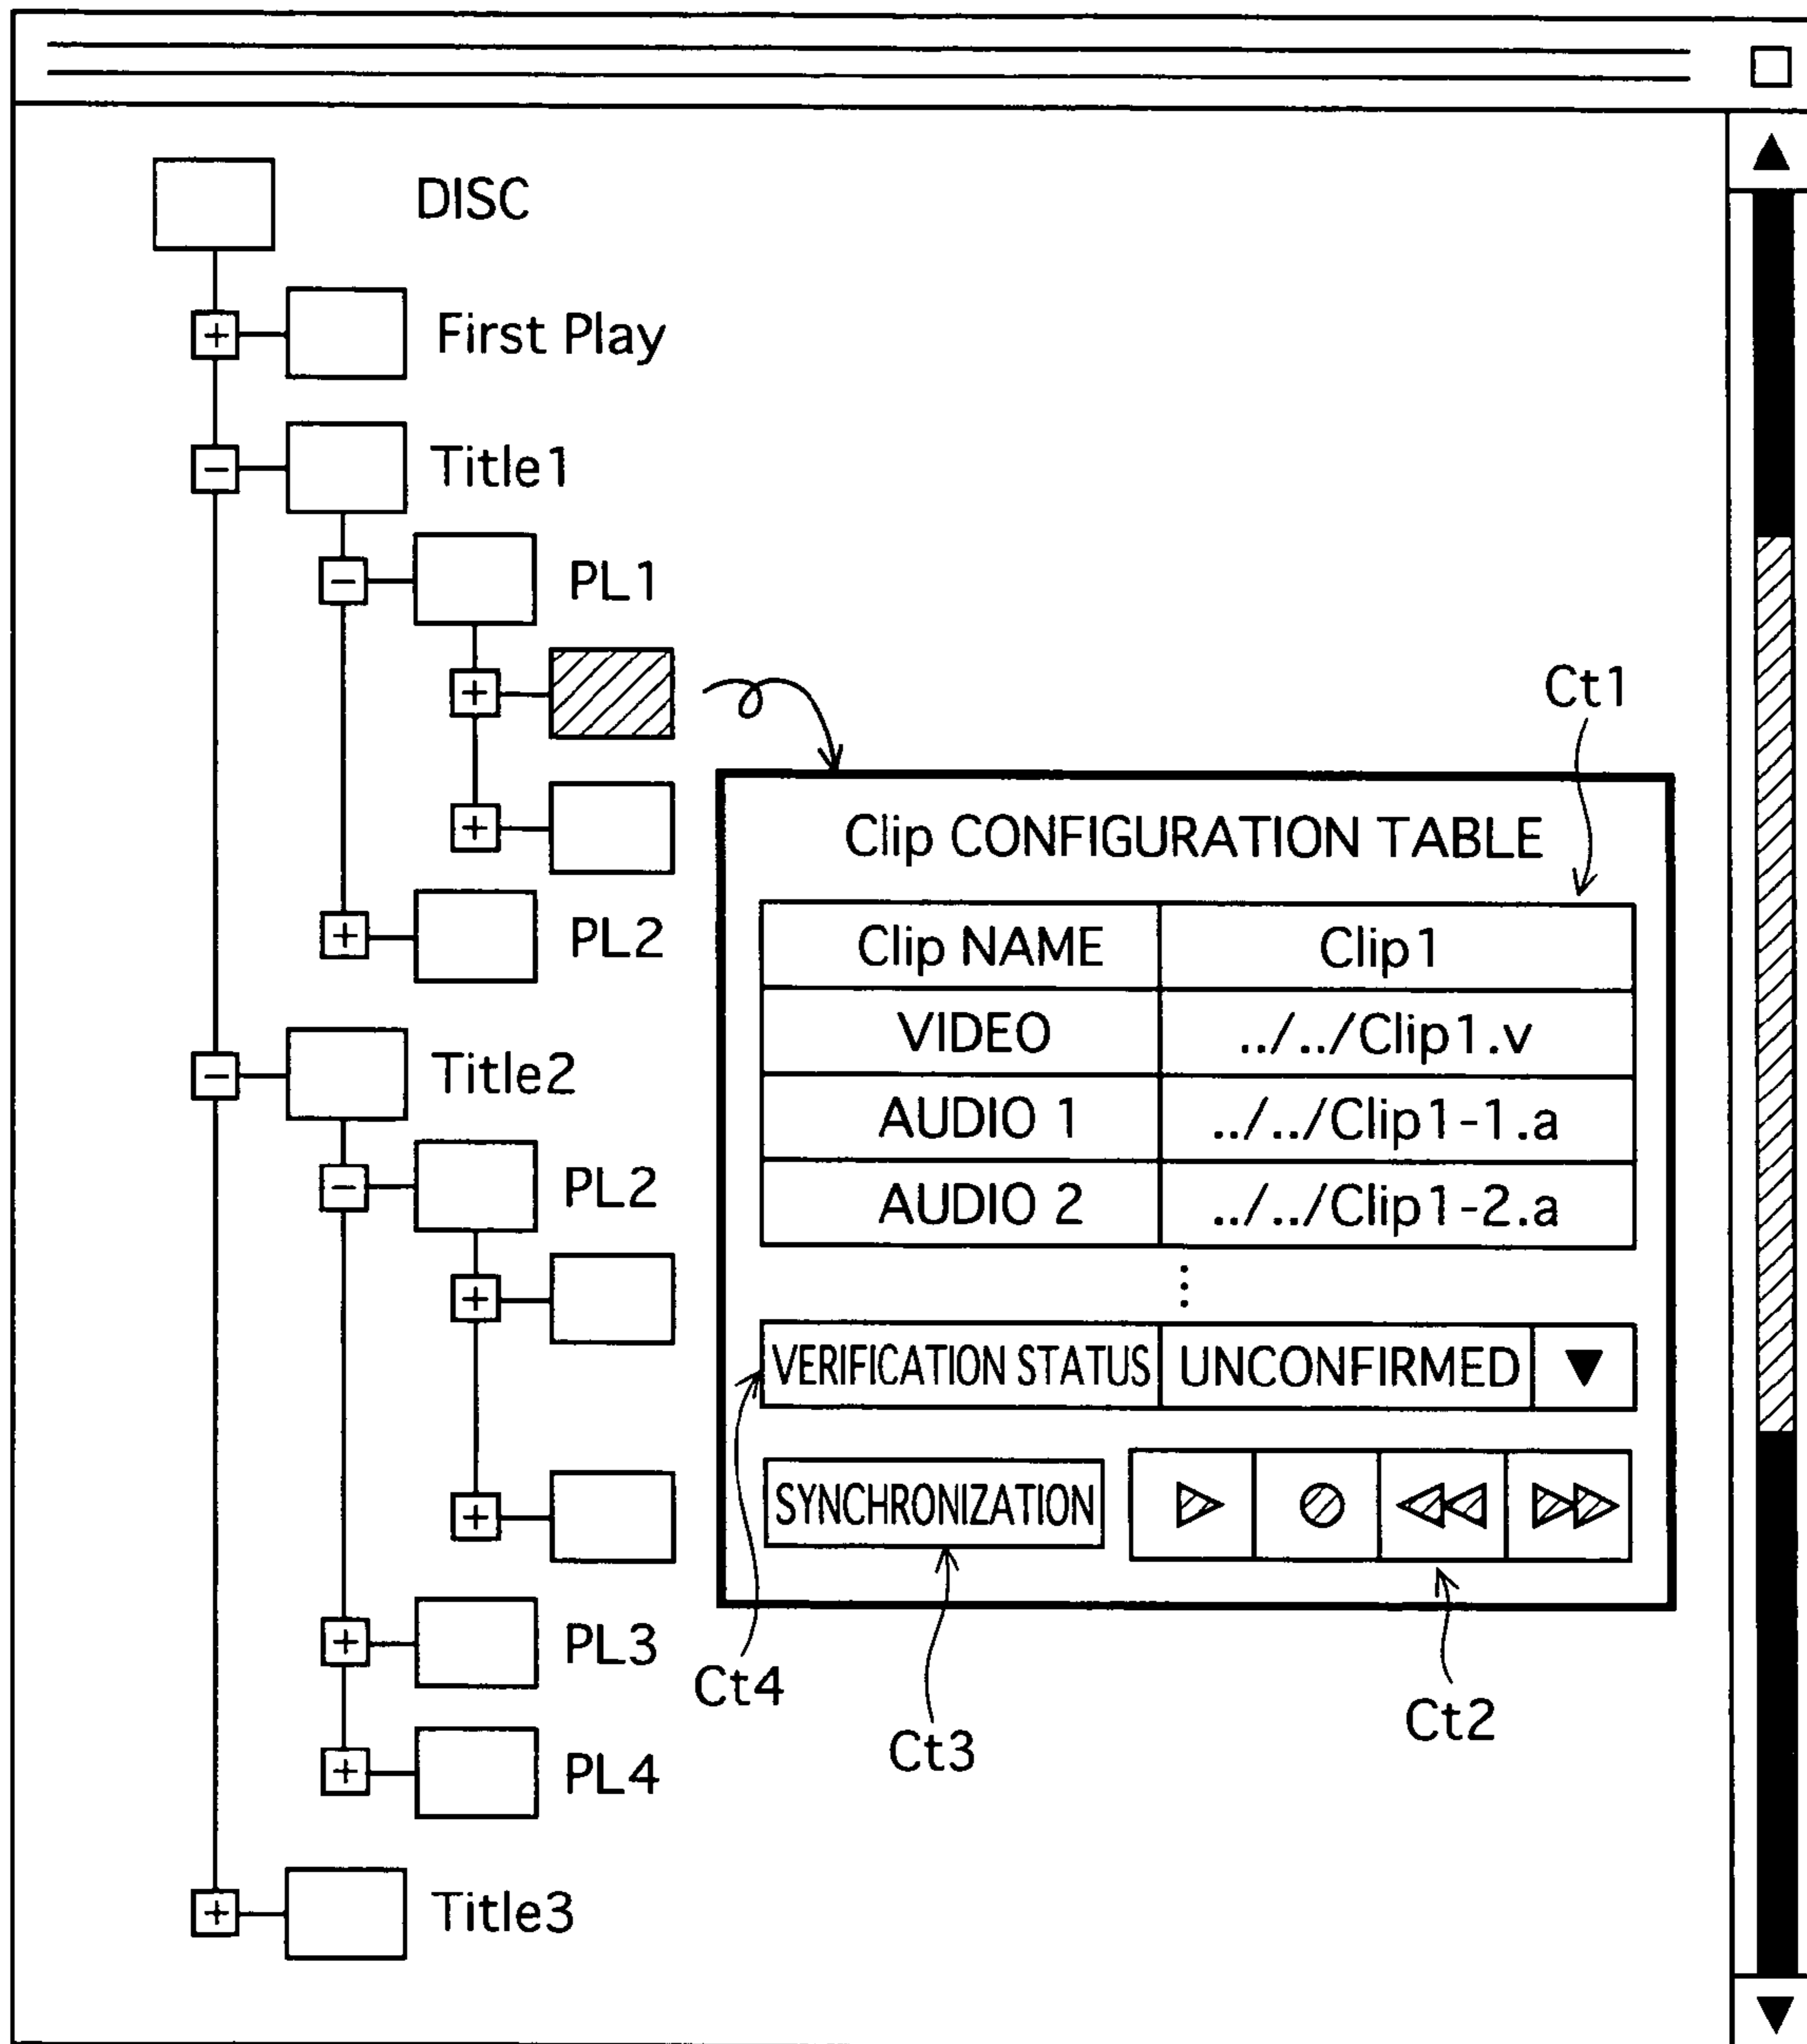 DISC
First Play
Title1
PL1
Ct1
Clip CONFIGURATION TABLE
Clip NAME Clip1
PL2
VIDEO ../../Clip1.v
Title2
AUDIO 1 ../../Clip1-1.a
PL2
AUDIO 2 ../../Clip1-2.a
⋮
VERIFICATION STATUS UNCONFIRMED ▼
SYNCHRONIZATION
PL3
Ct4
Ct2
Ct3
PL4
Title3